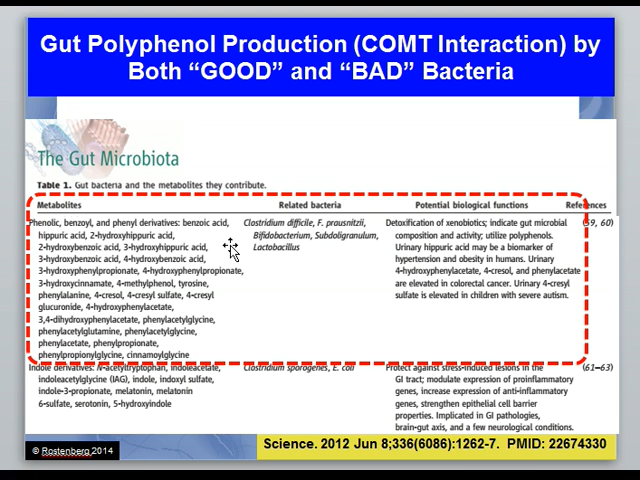 Gut Polyphenol Production (COMT Interaction) by
Both “GOOD” and “BAD” Bacteria
The Gut Microbiota
Table 1. Gut bacteria and the metabolites they contribute.
Metabolites Related bacteria Potential biological functions References
Phenolic, benzoyl, and phenyl derivatives: benzoic acid, Clostridium difficile, F. prausnitzii, Detoxification of xenobiotics; indicate gut microbial (59, 60)
hippuric acid, 2-hydroxyhippuric acid, Bifidobacterium, Subdoligranulum, composition and activity; utilize polyphenols.
2-hydroxybenzoic acid, 3-hydroxyhippuric acid, Lactobacillus Urinary hippuric acid may be a biomarker of
3-hydroxybenzoic acid, 4-hydroxybenzoic acid, hypertension and obesity in humans. Urinary
3-hydroxyphenylpropionate, 4-hydroxyphenylpropionate, 4-hydroxyphenylacetate, 4-cresol, and phenylacetate
3-hydroxycinnamate, 4-methylphenol, tyrosine, are elevated in colorectal cancer. Urinary 4-cresyl
phenylalanine, 4-cresol, 4-cresyl sulfate, 4-cresyl sulfate is elevated in children with severe autism.
glucuronide, 4-hydroxyphenylacetate,
3,4-dihydroxyphenylacetate, phenylacetylglycine,
phenylacetylglutamine, phenylacetylglycine,
phenylacetate, phenylpropionate,
phenylpropionylglycine, cinnamoylglycine
Indole derivatives: N-acetyltryptophan, indoleacetate, Clostridium sporogenes, E. coli Protect against stress-induced lesions in the (61–63)
indoleacetylglycine (IAG), indole, indoxyl sulfate, GI tract; modulate expression of proinflammatory
indole-3-propionate, melatonin, melatonin genes, increase expression of anti-inflammatory
6-sulfate, serotonin, 5-hydroxyindole genes, strengthen epithelial cell barrier
properties. Implicated in GI pathologies,
brain-gut axis, and a few neurological conditions.
© Rostenberg 2014
Science. 2012 Jun 8;336(6086):1262-7. PMID: 22674330